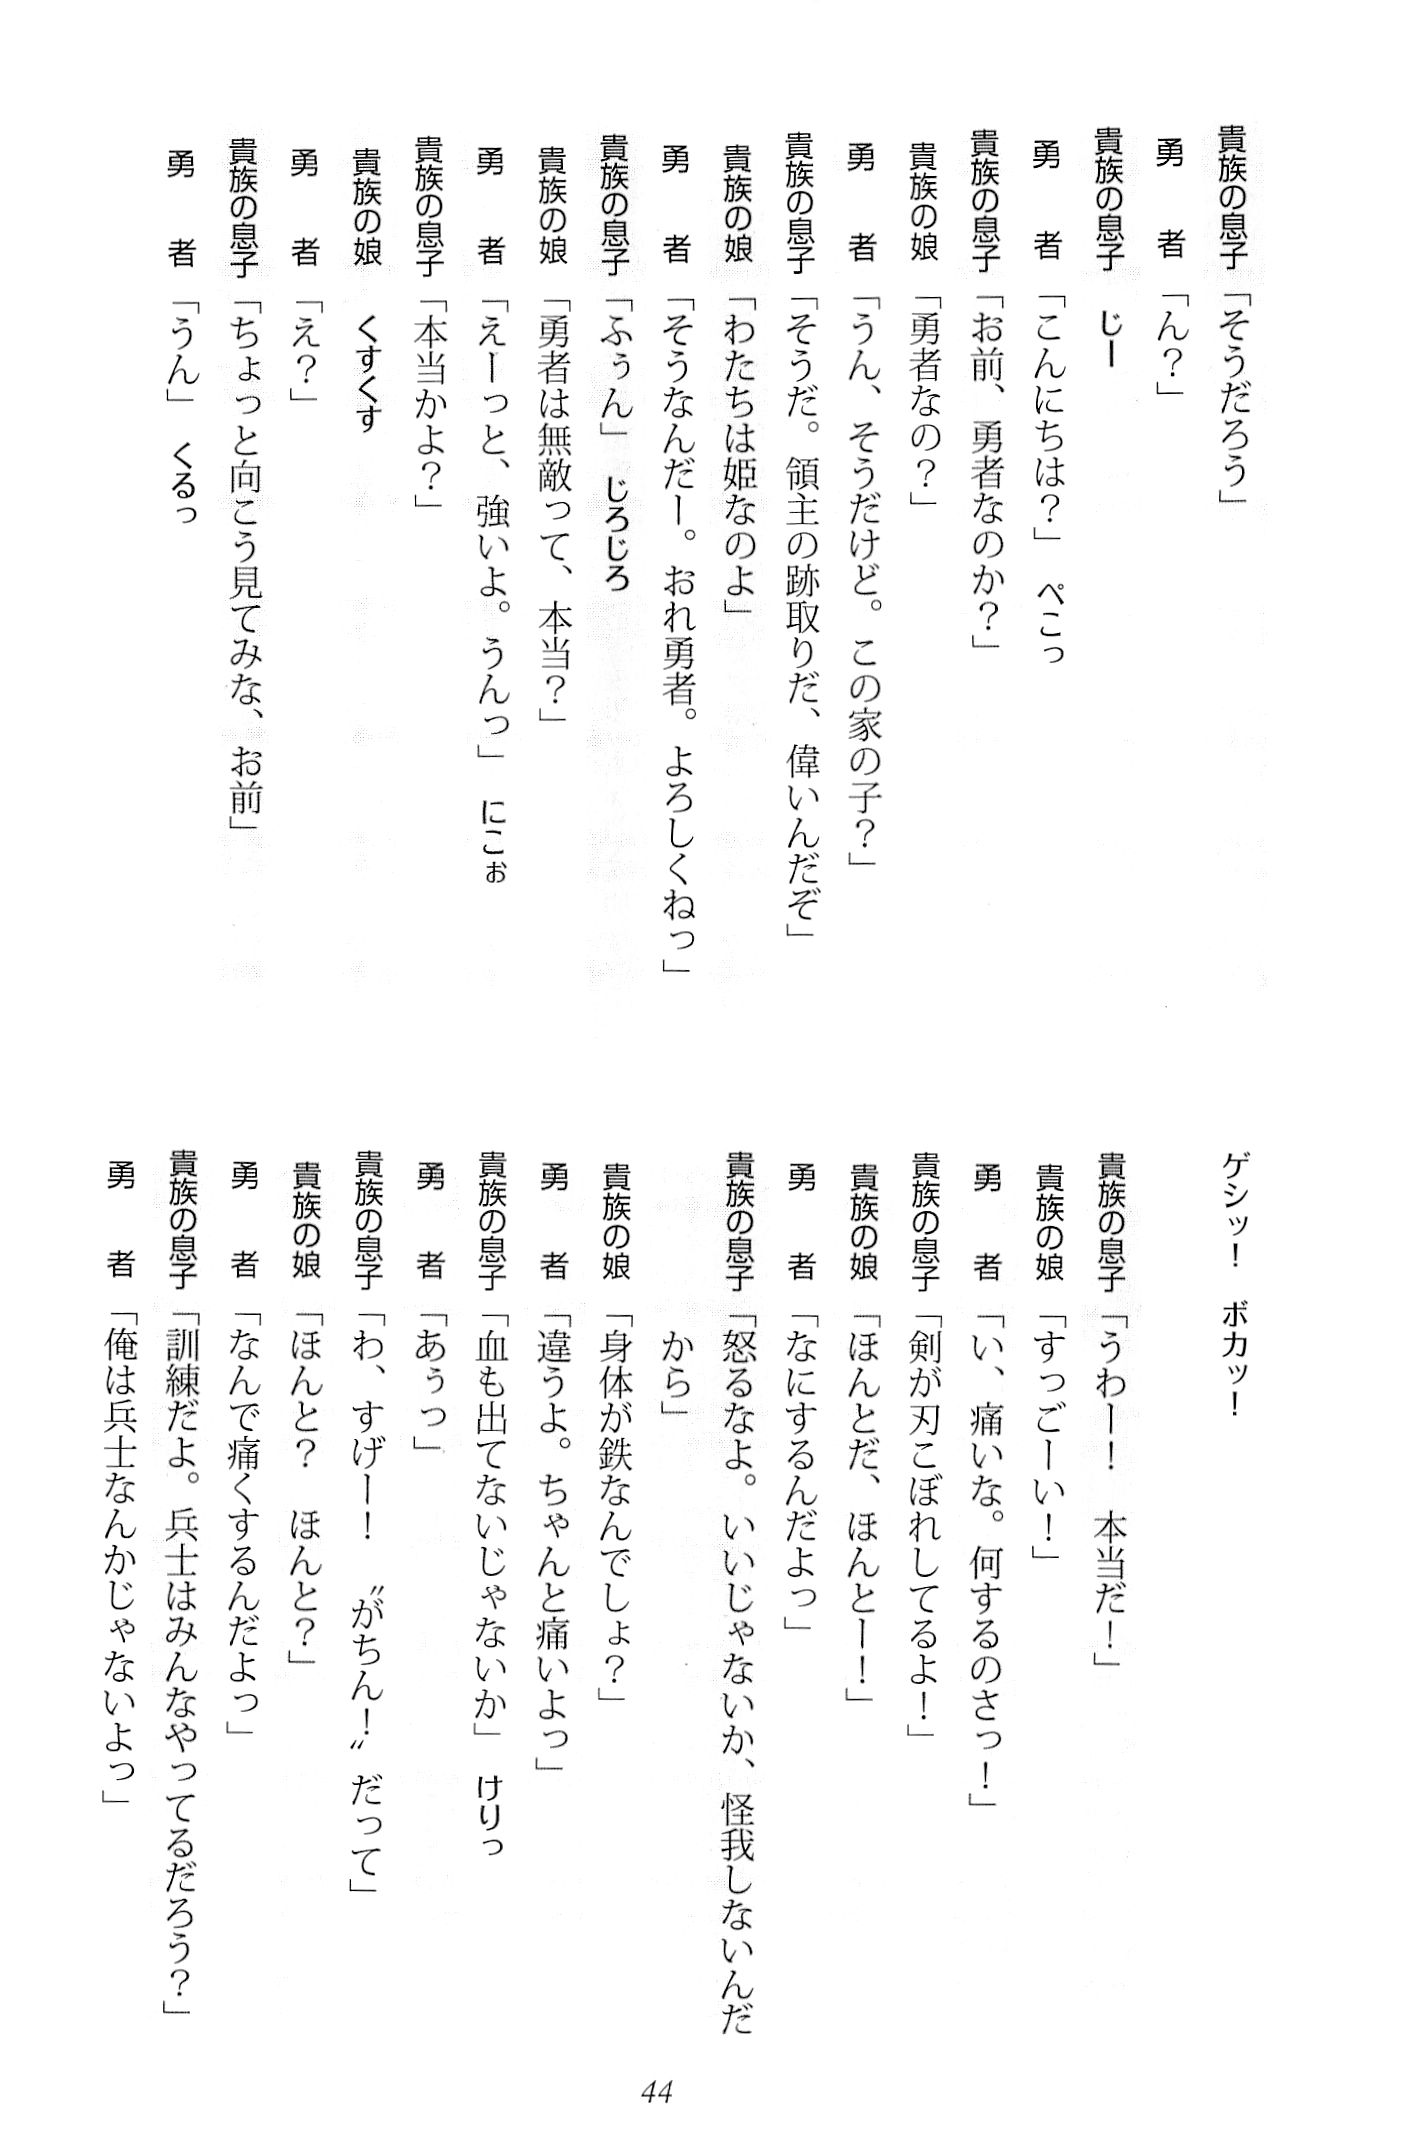 貴族の息子「そうだろう」
勇　　者「ん？」
貴族の息子　じー
勇　　者「こんにちは？」　ぺこっ
貴族の息子「お前、勇者なのか？」
貴族の娘「勇者なの？」
勇　　者「うん、そうだけど。この家の子？」
貴族の息子「そうだ。領主の跡取りだ、偉いんだぞ」
貴族の娘「わたちは姫なのよ」
勇　　者「そうなんだー。おれ勇者。よろしくねっ」
貴族の息子「ふぅん」　じろじろ
貴族の娘「勇者は無敵って、本当？」
勇　　者「えーっと、強いよ。うんっ」　にこぉ
貴族の息子「本当かよ？」
貴族の娘　くすくす
勇　　者「え？」
貴族の息子「ちょっと向こう見てみな、お前」
勇　　者「うん」　くるっ
ゲシッ！　ボカッ！
貴族の息子「うわー！　本当だ！」
貴族の娘「すっごーい！」
勇　　者「い、痛いな。何するのさっ！」
貴族の息子「剣が刃こぼれしてるよ！」
貴族の娘「ほんとだ、ほんとー！」
勇　　者「なにするんだよっ」
貴族の息子「怒るなよ。いいじゃないか、怪我しないんだ
から」
貴族の娘「身体が鉄なんでしょ？」
勇　　者「違うよ。ちゃんと痛いよっ」
貴族の息子「血も出てないじゃないか」　けりっ
勇　　者「あぅっ」
貴族の息子「わ、すげー！　〝がちん！〟だって」
貴族の娘「ほんと？　ほんと？」
勇　　者「なんで痛くするんだよっ」
貴族の息子「訓練だよ。兵士はみんなやってるだろう？」
勇　　者「俺は兵士なんかじゃないよっ」
44